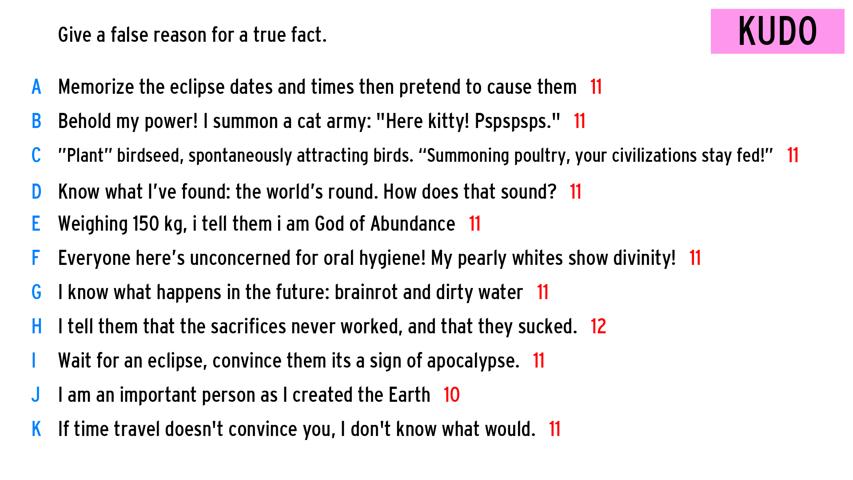 Give a false reason for a true fact.
KUDO
A Memorize the eclipse dates and times then pretend to cause them 11
B Behold my power! I summon a cat army: "Here kitty! Pspspsps." 11
C ”Plant” birdseed, spontaneously attracting birds. “Summoning poultry, your civilizations stay fed!” 11
D Know what I’ve found: the world’s round. How does that sound? 11
E Weighing 150 kg, i tell them i am God of Abundance 11
F Everyone here’s unconcerned for oral hygiene! My pearly whites show divinity! 11
G I know what happens in the future: brainrot and dirty water 11
H I tell them that the sacrifices never worked, and that they sucked. 12
I Wait for an eclipse, convince them its a sign of apocalypse. 11
J I am an important person as I created the Earth 10
K If time travel doesn't convince you, I don't know what would. 11